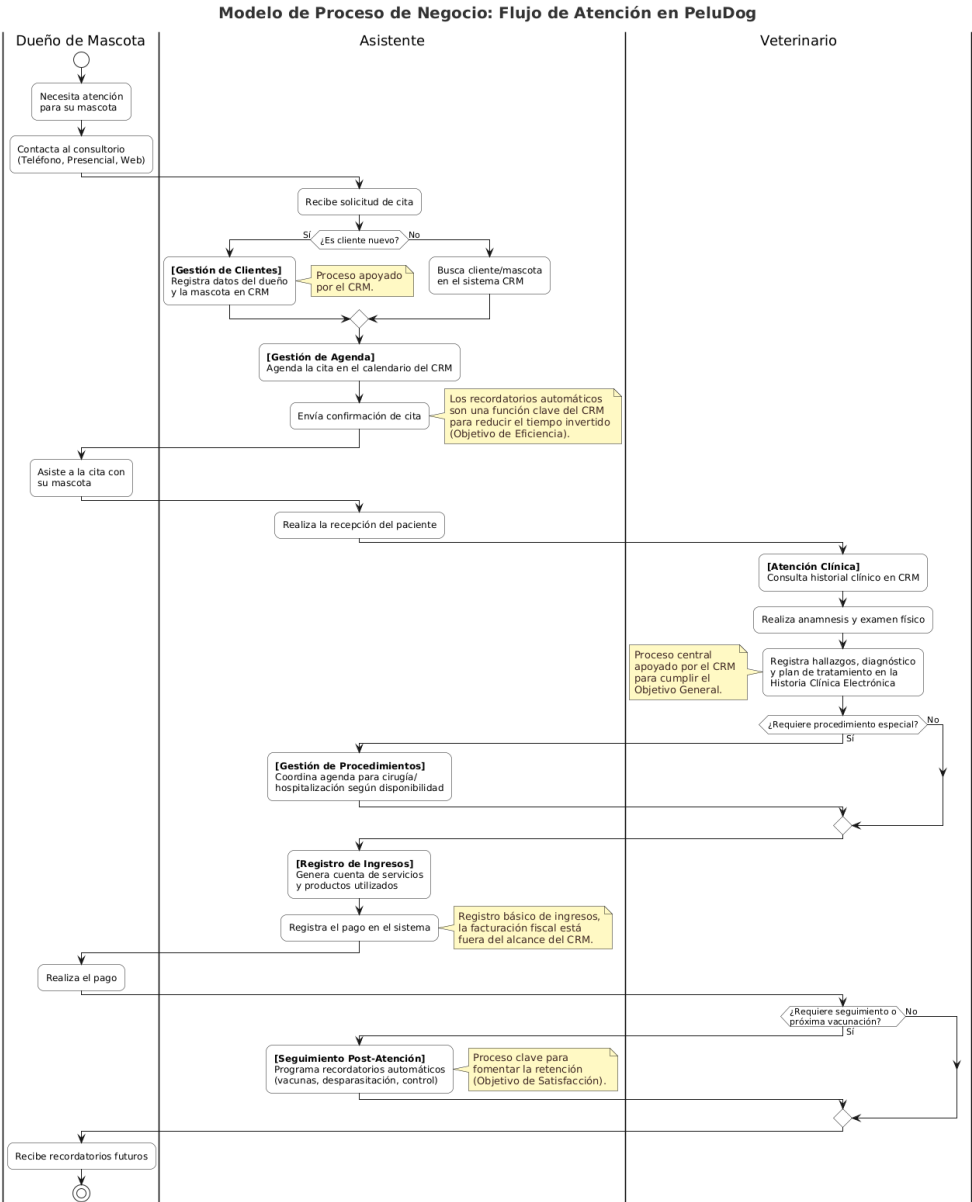 Modelo de Proceso de Negocio: Flujo de Atención en PeluDog
Dueño de Mascota
Asistente
Veterinario
Necesita atención
para su mascota
Contacta al consultorio
(Teléfono, Presencial, Web)
Recibe solicitud de cita
Sí
¿Es cliente nuevo?
No
[Gestión de Clientes]
Registra datos del dueño
y la mascota en CRM
Proceso apoyado
por el CRM.
Busca cliente/mascota
en el sistema CRM
[Gestión de Agenda]
Agenda la cita en el calendario del CRM
Envía confirmación de cita
Los recordatorios automáticos
son una función clave del CRM
para reducir el tiempo invertido
(Objetivo de Eficiencia).
Asiste a la cita con
su mascota
Realiza la recepción del paciente
[Atención Clínica]
Consulta historial clínico en CRM
Realiza anamnesis y examen físico
Proceso central
apoyado por el CRM
para cumplir el
Objetivo General.
Registra hallazgos, diagnóstico
y plan de tratamiento en la
Historia Clínica Electrónica
¿Requiere procedimiento especial?
No
Sí
[Gestión de Procedimientos]
Coordina agenda para cirugía/
hospitalización según disponibilidad
[Registro de Ingresos]
Genera cuenta de servicios
y productos utilizados
Registra el pago en el sistema
Registro básico de ingresos,
la facturación fiscal está
fuera del alcance del CRM.
Realiza el pago
¿Requiere seguimiento o
próxima vacunación?
No
Sí
[Seguimiento Post-Atención]
Programa recordatorios automáticos
(vacunas, desparasitación, control)
Proceso clave para
fomentar la retención
(Objetivo de Satisfacción).
Recibe recordatorios futuros